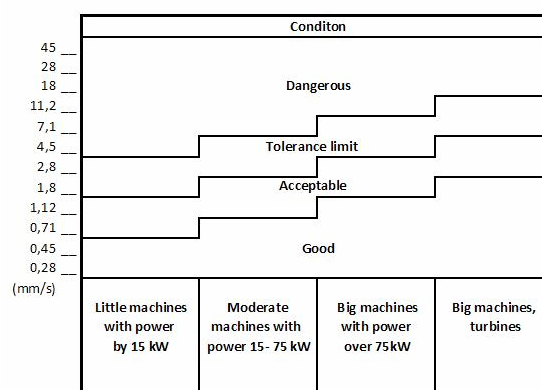 Conditon
45
28
18
Dangerous
11,2
7,1
4,5
Tolerance limit
2,8
1,8
Acceptable
1,12
0,71
0,45
Good
0,28
(mm/s)
Little machines
with power
by 15 kW
Moderate
machines with
power 15- 75 kW
Big machines
with power
over 75kW
Big machines,
turbines